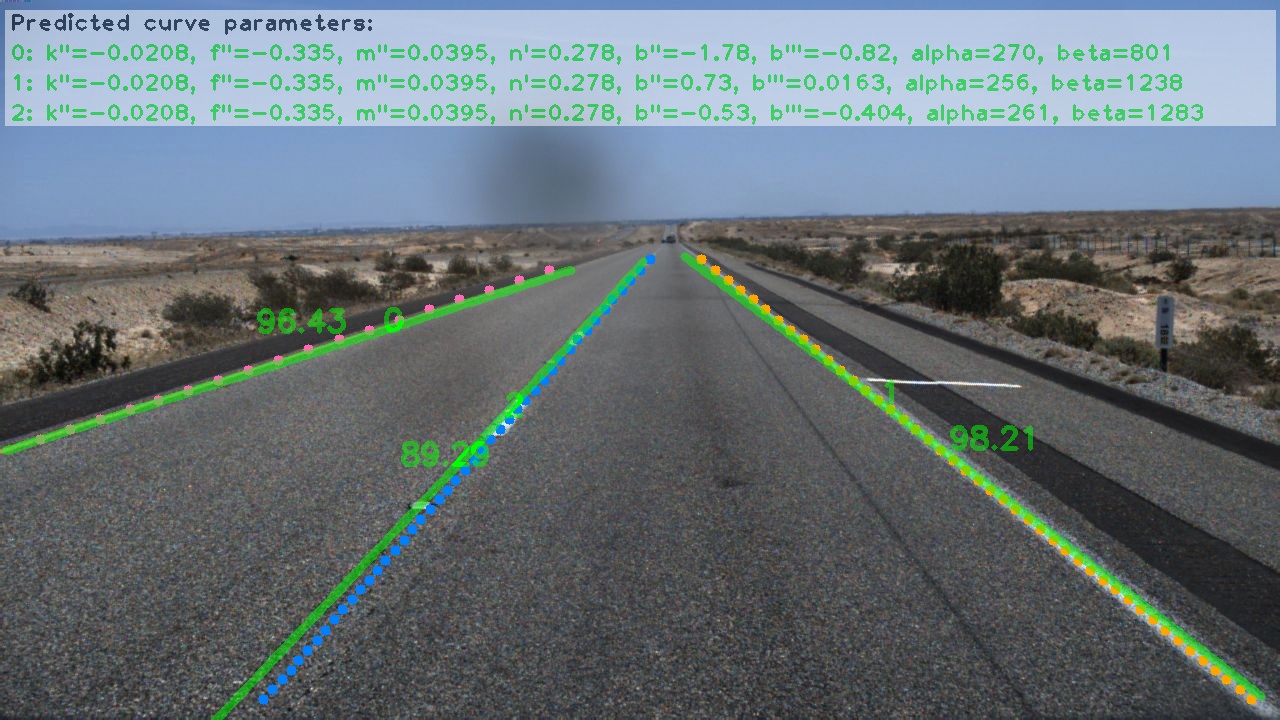 Predicted curve parameters:
0: k''=-0.0208, f''=-0.335, m''=0.0395, n'=0.278, b''=-1.78, b'''=-0.82, alpha=270, beta=801
1: k''=-0.0208, f''=-0.335, m''=0.0395, n'=0.278, b''=0.73, b'''=0.0163, alpha=256, beta=1238
2: k''=-0.0208, f''=-0.335, m''=0.0395, n'=0.278, b''=-0.53, b'''=-0.404, alpha=261, beta=1283
96.43 0
2 1
89.29 98.21